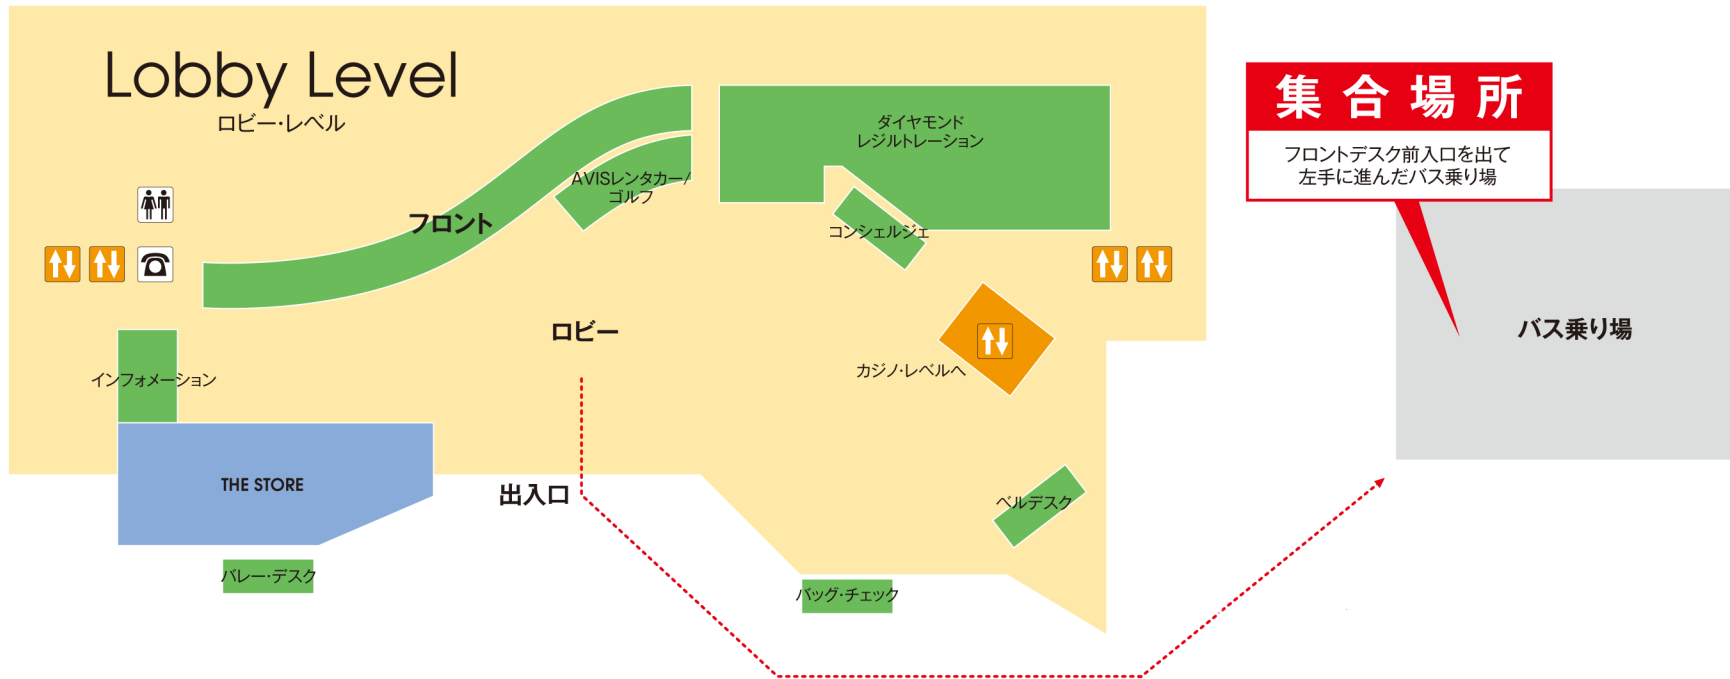 Lobby Level
ロビー・レベル
集合場所
フロントデスク前入口を出て
左手に進んだバス乗り場
ダイヤモンド
レジルトレーション
AVISレンタカー/
ゴルフ
フロント
コンシェルジェ
ロビー
バス乗り場
カジノ・レベルへ
インフォメーション
THE STORE
出入口
ベルデスク
バレー・デスク
バッグ・チェック